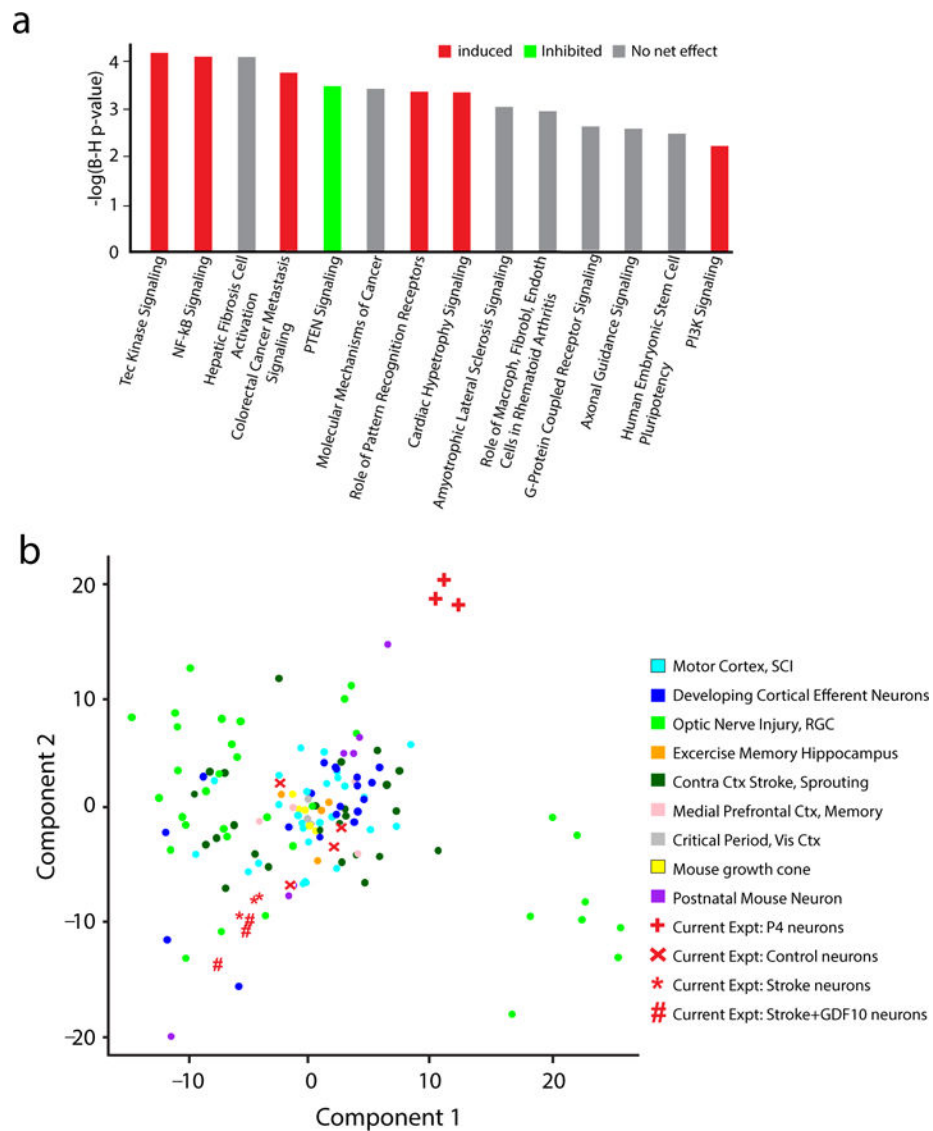 a
induced
Inhibited
No net effect
-log(B-H p-value)
4
3
2
1
0
Tec Kinase Signaling
NF-kB Signaling
Hepatic Fibrosis Cell
Activation
Colorectal Cancer Metastasis
Signaling
PTEN Signaling
Molecular Mechanisms of Cancer
Role of Pattern Recognition Receptors
Cardiac Hypetrophy Signaling
Amyotrophic Lateral Sclerosis Signaling
Role of Macroph, Fibrobl, Endoth
Cells in Rhematoid Arthritis
G-Protein Coupled Receptor Signaling
Axonal Guidance Signaling
Human Embryonic Stem Cell
Pluripotency
PI3K Signaling
b
Component 2
20
10
0
−10
−20
−10
0
10
20
Component 1
Motor Cortex, SCI
Developing Cortical Efferent Neurons
Optic Nerve Injury, RGC
Excercise Memory Hippocampus
Contra Ctx Stroke, Sprouting
Medial Prefrontal Ctx, Memory
Critical Period, Vis Ctx
Mouse growth cone
Postnatal Mouse Neuron
+ Current Expt: P4 neurons
× Current Expt: Control neurons
* Current Expt: Stroke neurons
# Current Expt: Stroke+GDF10 neurons